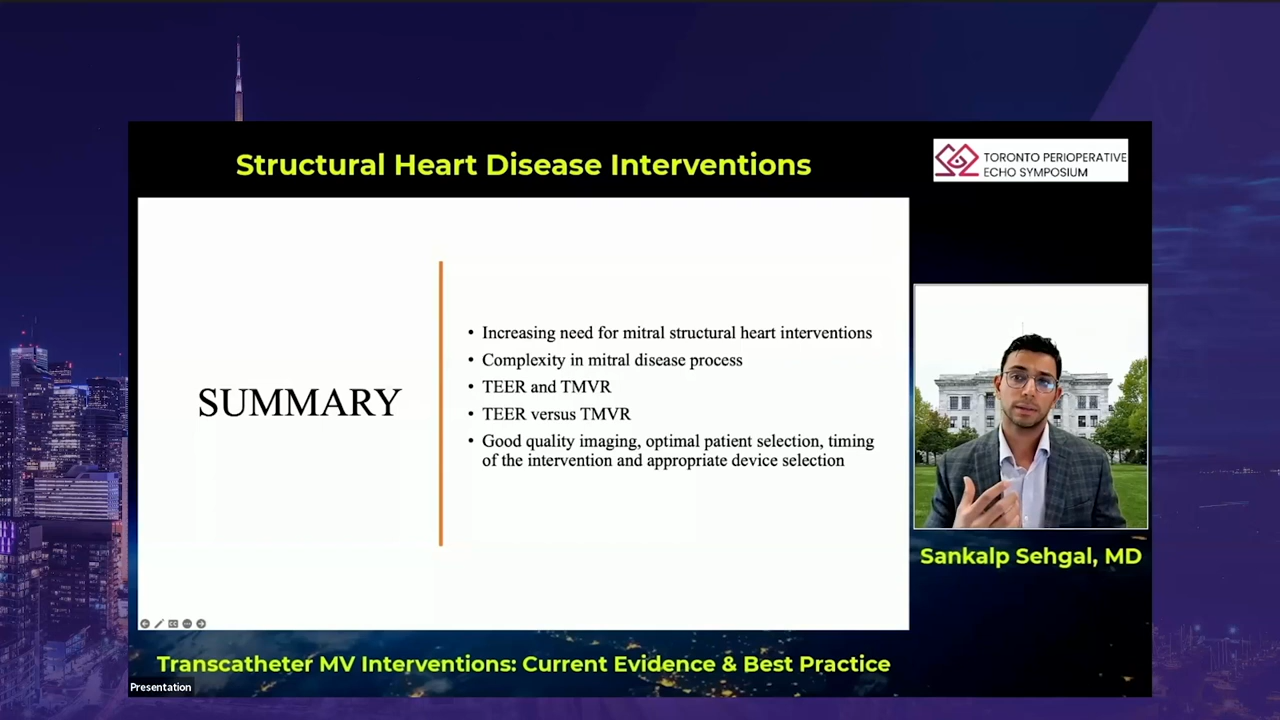 Structural Heart Disease Interventions
TORONTO PERIOPERATIVE
ECHO SYMPOSIUM
SUMMARY
• Increasing need for mitral structural heart interventions
• Complexity in mitral disease process
• TEER and TMVR
• TEER versus TMVR
• Good quality imaging, optimal patient selection, timing
of the intervention and appropriate device selection
Sankalp Sehgal, MD
Transcatheter MV Interventions: Current Evidence & Best Practice
Presentation